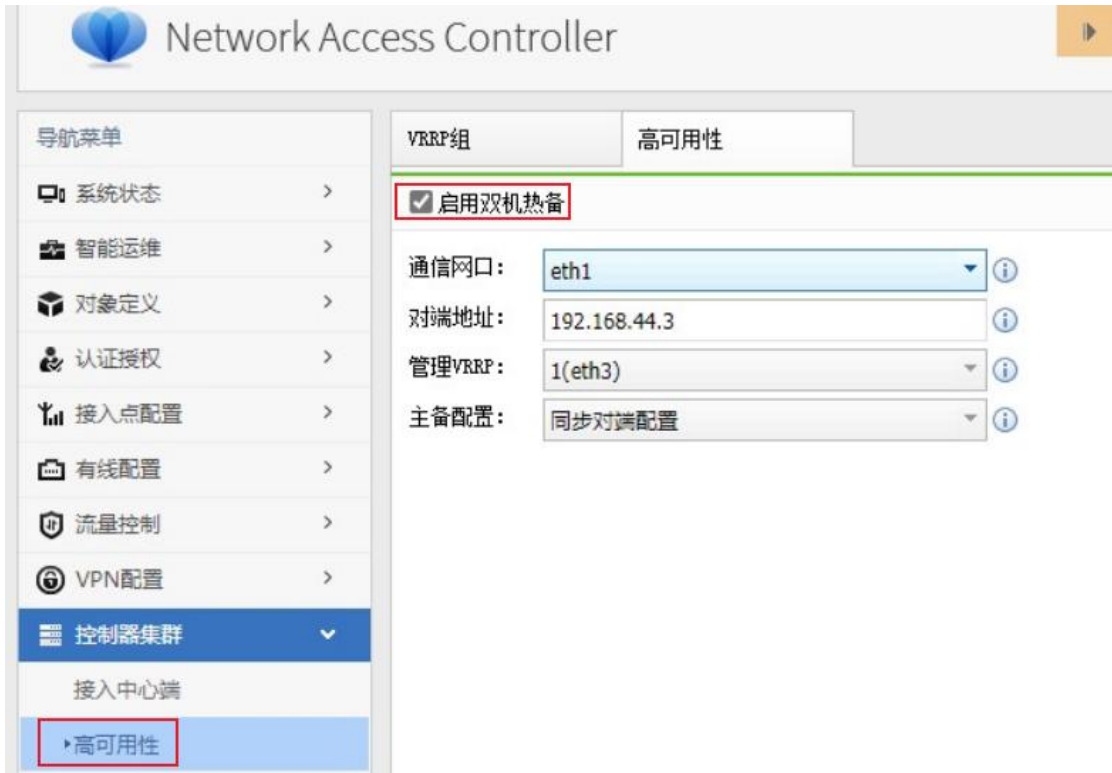 Network Access Controller
导航菜单
系统状态
智能运维
对象定义
认证授权
接入点配置
有线配置
流量控制
VPN配置
控制器集群
接入中心端
高可用性
VRRP组
高可用性
启用双机热备
通信网口: eth1
对端地址: 192.168.44.3
管理VRRP: 1(eth3)
主备配置: 同步对端配置